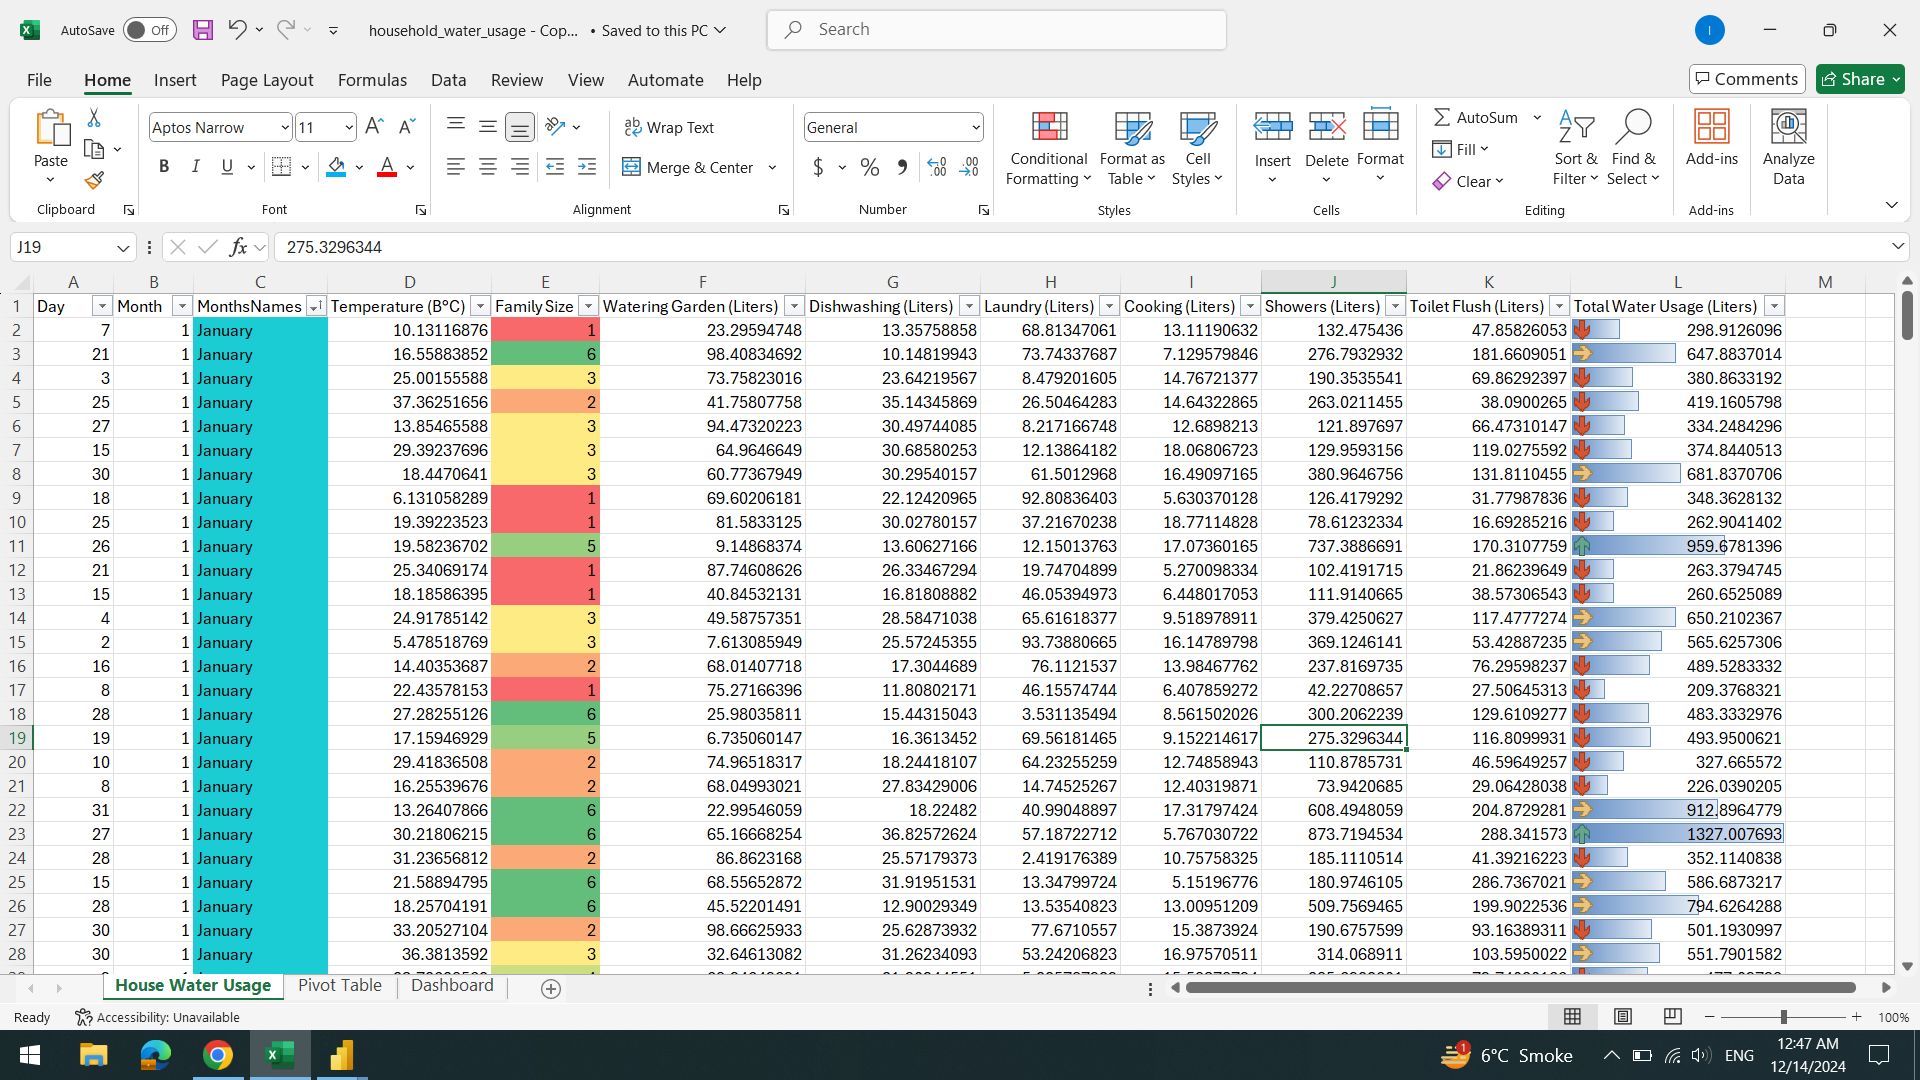 AutoSave Off household_water_usage - Cop... • Saved to this PC Search I
File Home Insert Page Layout Formulas Data Review View Automate Help Comments Share
Paste Aptos Narrow 11 Wrap Text General Conditional Formatting Format as Table Cell Styles Insert Delete Format AutoSum Fill Clear Sort & Filter Find & Select Add-ins Analyze Data
B I U A Merge & Center $ % 9 .00 .00
Clipboard Font Alignment Number Styles Cells Editing Add-ins
J19 fx 275.3296344
A B C D E F G H I J K L M
1 Day Month MonthsNames Temperature (B°C) Family Size Watering Garden (Liters) Dishwashing (Liters) Laundry (Liters) Cooking (Liters) Showers (Liters) Toilet Flush (Liters) Total Water Usage (Liters)
2 7 1 January 10.13116876 1 23.29594748 13.35758858 68.81347061 13.11190632 132.475436 47.85826053 298.9126096
3 21 1 January 16.55883852 6 98.40834692 10.14819943 73.74337687 7.129579846 276.7932932 181.6609051 647.8837014
4 3 1 January 25.00155588 3 73.75823016 23.64219567 8.479201605 14.76721377 190.3535541 69.86292397 380.8633192
5 25 1 January 37.36251656 2 41.75807758 35.14345869 26.50464283 14.64322865 263.0211455 38.0900265 419.1605798
6 27 1 January 13.85465588 3 94.47320223 30.49744085 8.217166748 12.6898213 121.897697 66.47310147 334.2484296
7 15 1 January 29.39237696 3 64.9646649 30.68580253 12.13864182 18.06806723 129.9593156 119.0275592 374.8440513
8 30 1 January 18.4470641 3 60.77367949 30.29540157 61.5012968 16.49097165 380.9646756 131.8110455 681.8370706
9 18 1 January 6.131058289 1 69.60206181 22.12420965 92.80836403 5.630370128 126.4179292 31.77987836 348.3628132
10 25 1 January 19.39223523 1 81.5833125 30.02780157 37.21670238 18.77114828 78.61232334 16.69285216 262.9041402
11 26 1 January 19.58236702 5 9.14868374 13.60627166 12.15013763 17.07360165 737.3886691 170.3107759 959.6781396
12 21 1 January 25.34069174 1 87.74608626 26.33467294 19.74704899 5.270098334 102.4191715 21.86239649 263.3794745
13 15 1 January 18.18586395 1 40.84532131 16.81808882 46.05394973 6.448017053 111.9140665 38.57306543 260.6525089
14 4 1 January 24.91785142 3 49.58757351 28.58471038 65.61618377 9.518978911 379.4250627 117.4777274 650.2102367
15 2 1 January 5.478518769 3 7.613085949 25.57245355 93.73880665 16.14789798 369.1246141 53.42887235 565.6257306
16 16 1 January 14.40353687 2 68.01407718 17.3044689 76.1121537 13.98467762 237.8169735 76.29598237 489.5283332
17 8 1 January 22.43578153 1 75.27166396 11.80802171 46.15574744 6.407859272 42.22708657 27.50645313 209.3768321
18 28 1 January 27.28255126 6 25.98035811 15.44315043 3.531135494 8.561502026 300.2062239 129.6109277 483.3332976
19 19 1 January 17.15946929 5 6.735060147 16.3613452 69.56181465 9.152214617 275.3296344 116.8099931 493.9500621
20 10 1 January 29.41836508 2 74.96518317 18.24418107 64.23255259 12.74858943 110.8785731 46.59649257 327.665572
21 8 1 January 16.25539676 2 68.04993021 27.83429006 14.74525267 12.40319871 73.9420685 29.06428038 226.0390205
22 31 1 January 13.26407866 6 22.99546059 18.22482 40.99048897 17.31797424 608.4948059 204.8729281 912.8964779
23 27 1 January 30.21806215 6 65.16668254 36.82572624 57.18722712 5.767030722 873.7194534 288.341573 1327.007693
24 28 1 January 31.23656812 2 86.8623168 25.57179373 2.419176389 10.75758325 185.1110514 41.39216223 352.1140838
25 15 1 January 21.58894795 6 68.55652872 31.91951531 13.34799724 5.15196776 180.9746105 286.7367021 586.6873217
26 28 1 January 18.25704191 6 45.52201491 12.90029349 13.53540823 13.00951209 509.7569465 199.9022536 794.6264288
27 30 1 January 33.20527104 2 98.66625933 25.62873932 77.6710557 15.3873924 190.6757599 93.16389311 501.1930997
28 30 1 January 36.3813592 3 32.64613082 31.26234093 53.24206823 16.97570511 314.068911 103.5950022 551.7901582
House Water Usage Pivot Table Dashboard
Ready Accessibility: Unavailable 100%
1 6°C Smoke ENG 12:47 AM
12/14/2024